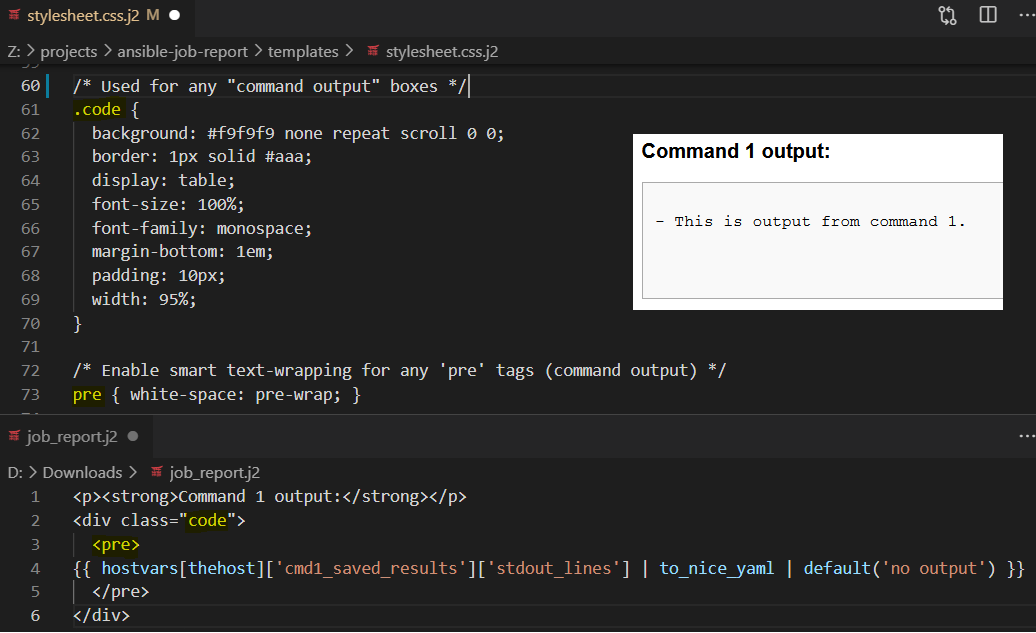 stylesheet.css.j2 M
Z: > projects > ansible-job-report > templates > stylesheet.css.j2
60 /* Used for any "command output" boxes */
61 .code {
62   background: #f9f9f9 none repeat scroll 0 0;
63   border: 1px solid #aaa;
64   display: table;
65   font-size: 100%;
66   font-family: monospace;
67   margin-bottom: 1em;
68   padding: 10px;
69   width: 95%;
70 }
71
72 /* Enable smart text-wrapping for any 'pre' tags (command output) */
73 pre { white-space: pre-wrap; }
Command 1 output:
- This is output from command 1.
job_report.j2
D: > Downloads > job_report.j2
1 <p><strong>Command 1 output:</strong></p>
2 <div class="code">
3   <pre>
4 {{ hostvars[thehost]['cmd1_saved_results']['stdout_lines'] | to_nice_yaml | default('no output') }}
5   </pre>
6 </div>